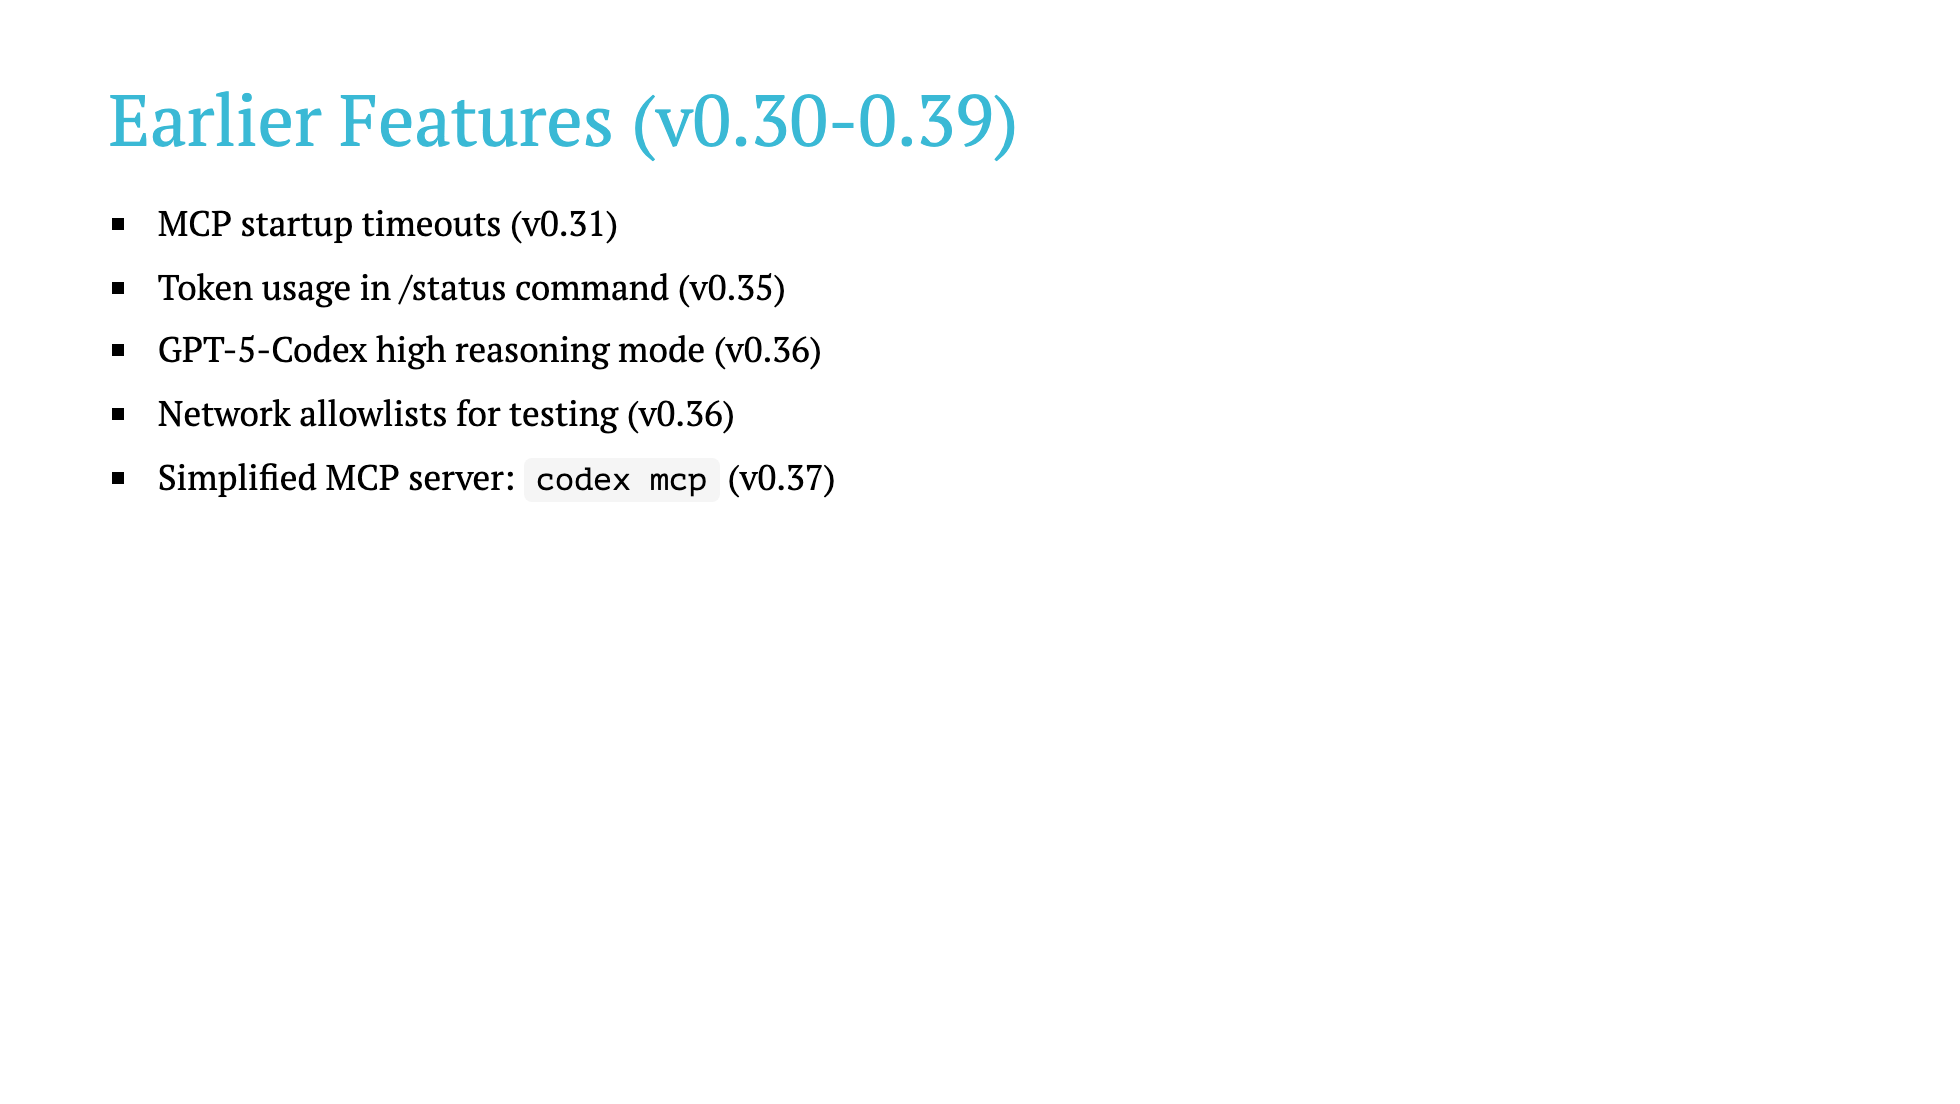 Earlier Features (v0.30-0.39)
▪ MCP startup timeouts (v0.31)
▪ Token usage in /status command (v0.35)
▪ GPT-5-Codex high reasoning mode (v0.36)
▪ Network allowlists for testing (v0.36)
▪ Simplified MCP server: codex mcp (v0.37)